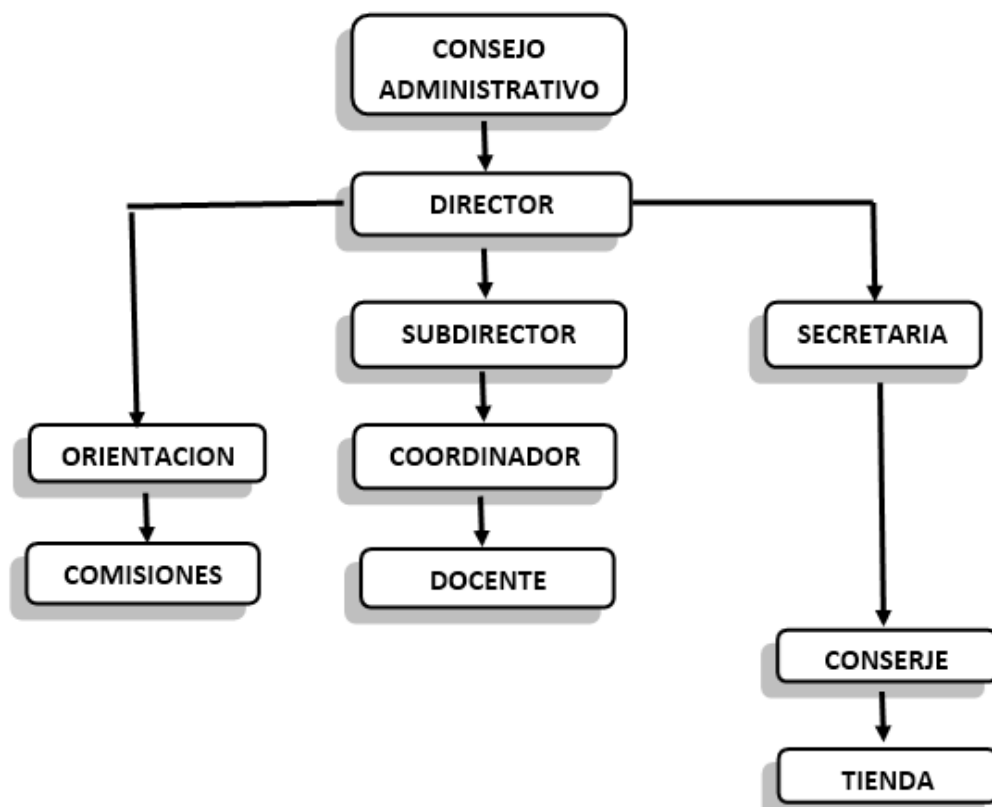 CONSEJO
ADMINISTRATIVO
DIRECTOR
SUBDIRECTOR
SECRETARIA
ORIENTACION
COORDINADOR
COMISIONES
DOCENTE
CONSERJE
TIENDA